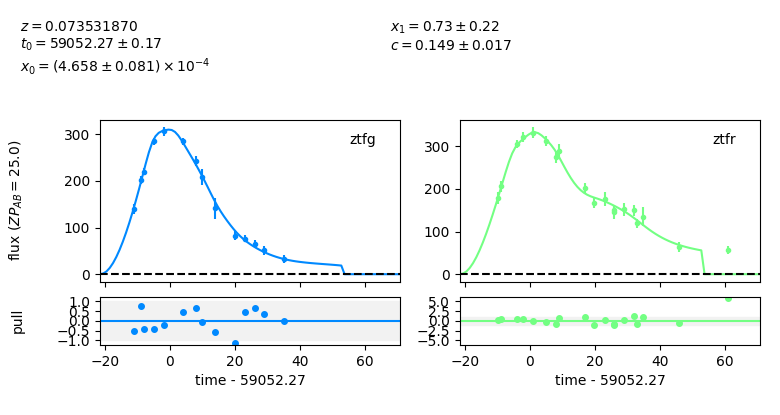 z = 0.073531870
t₀ = 59052.27 ± 0.17
x₀ = (4.658 ± 0.081) × 10⁻⁴
x₁ = 0.73 ± 0.22
c = 0.149 ± 0.017
flux (ZP_AB = 25.0)
300
200
100
0
ztfg
300
200
100
0
ztfr
pull
1.0
0.5
0.0
−0.5
−1.0
−20 0 20 40 60
time - 59052.27
5.0
2.5
0.0
−2.5
−5.0
−20 0 20 40 60
time - 59052.27